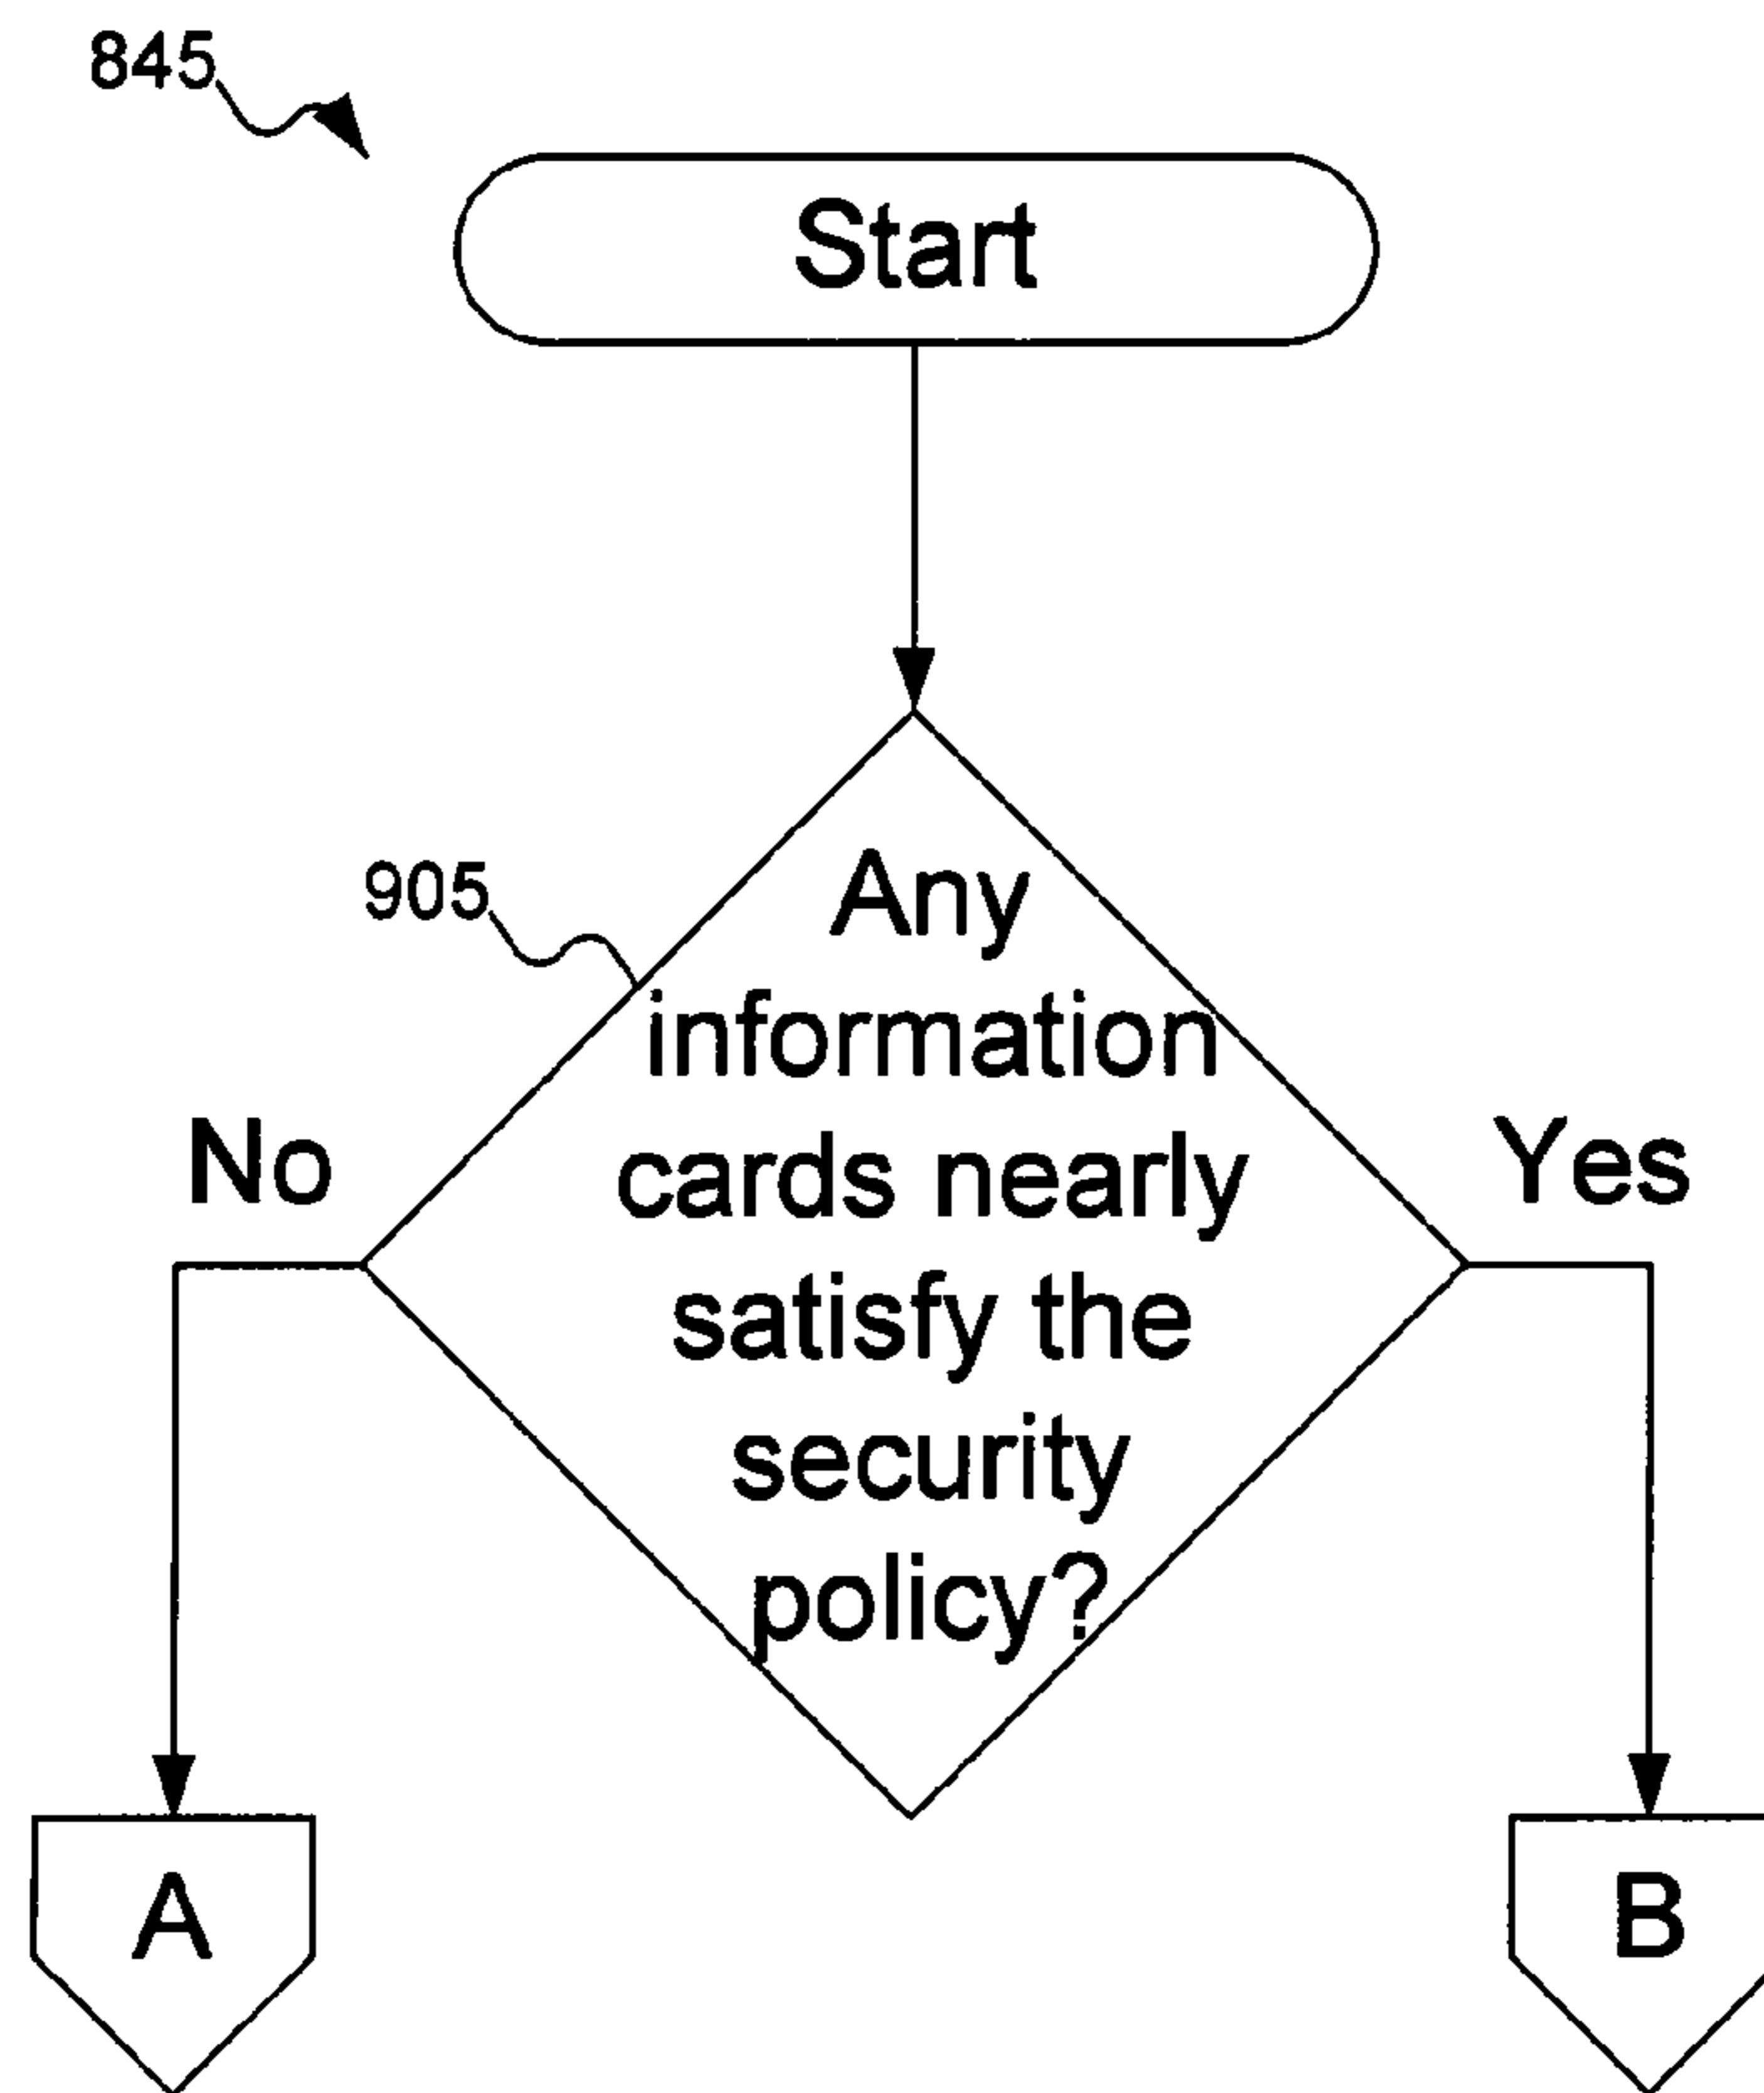 845
Start
905
Any
information
No
cards nearly
Yes
satisfy the
security
policy?
A
B